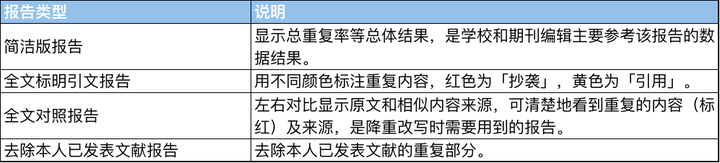 报告类型 说明
简洁版报告 显示总重复率等总体结果，是学校和期刊编辑主要参考该报告的数
据结果。
全文标明引文报告 用不同颜色标注重复内容，红色为「抄袭」，黄色为「引用」。
全文对照报告 左右对比显示原文和相似内容来源，可清楚地看到重复的内容（标
红）及来源，是降重改写时需要用到的报告。
去除本人已发表文献报告 去除本人已发表文献的重复部分。